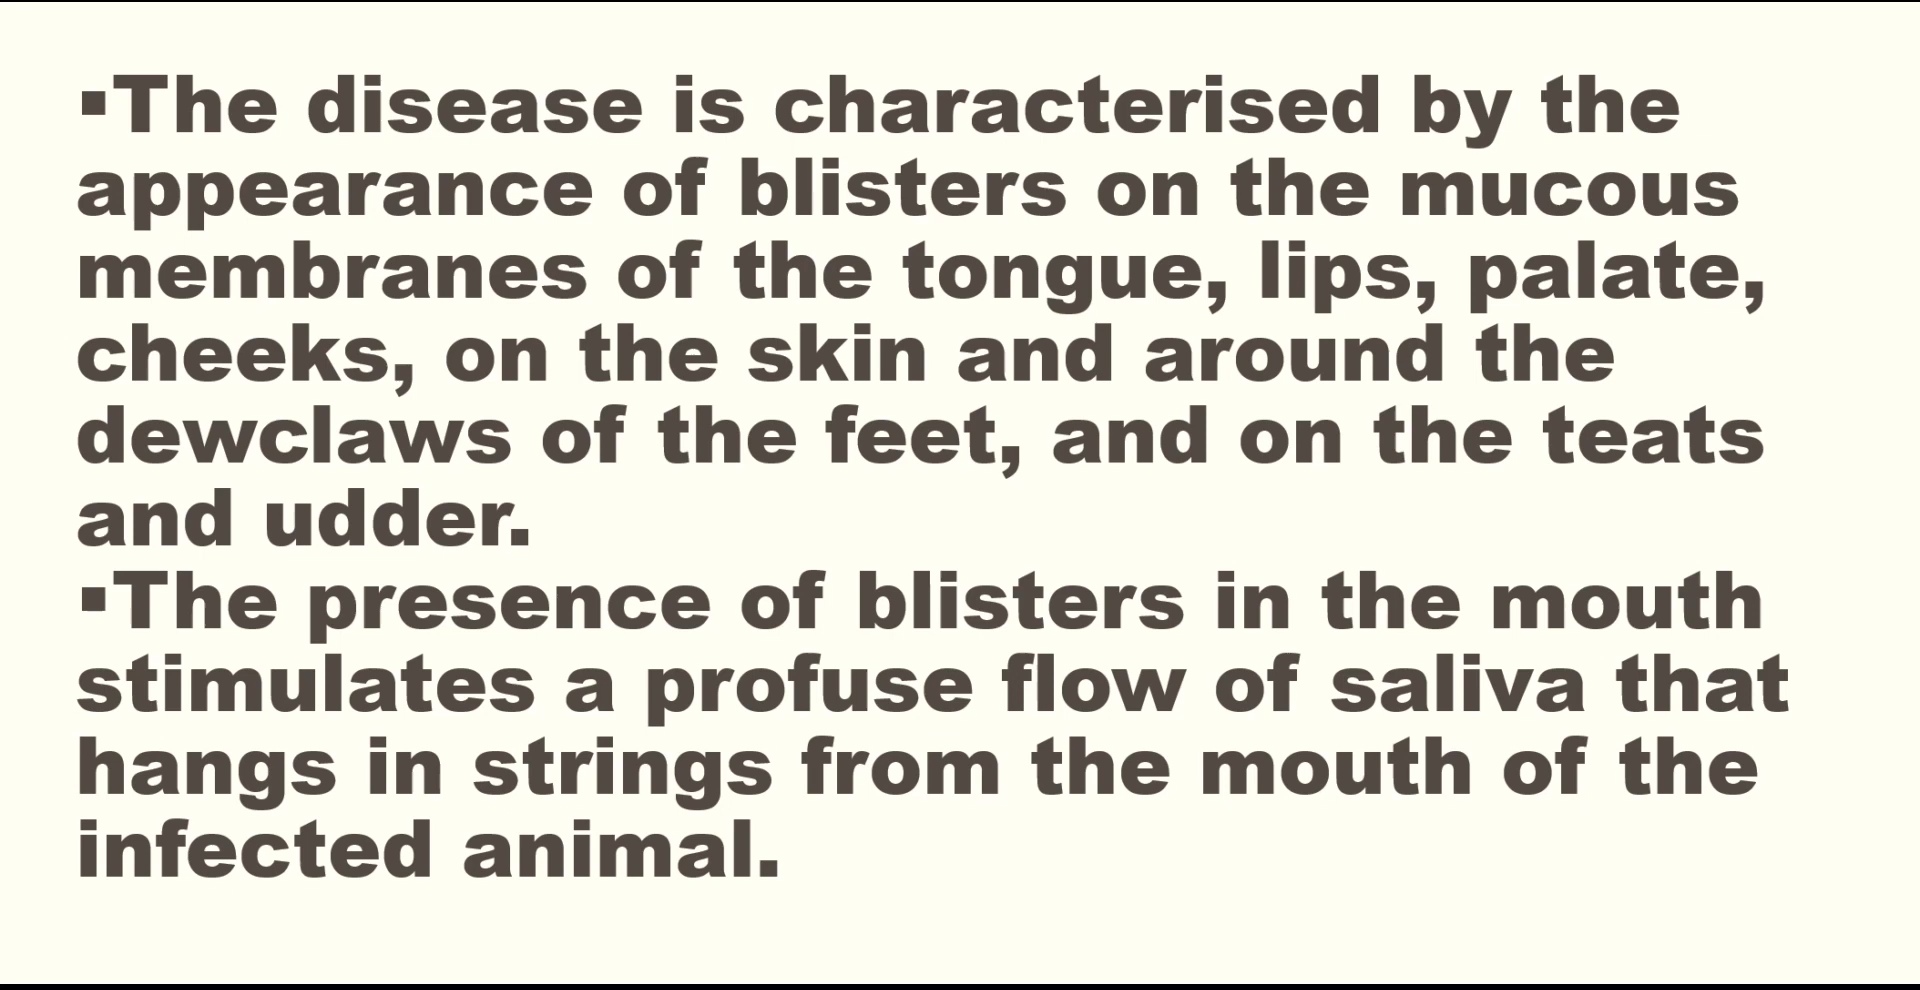 ▪The disease is characterised by the
appearance of blisters on the mucous
membranes of the tongue, lips, palate,
cheeks, on the skin and around the
dewclaws of the feet, and on the teats
and udder.
▪The presence of blisters in the mouth
stimulates a profuse flow of saliva that
hangs in strings from the mouth of the
infected animal.